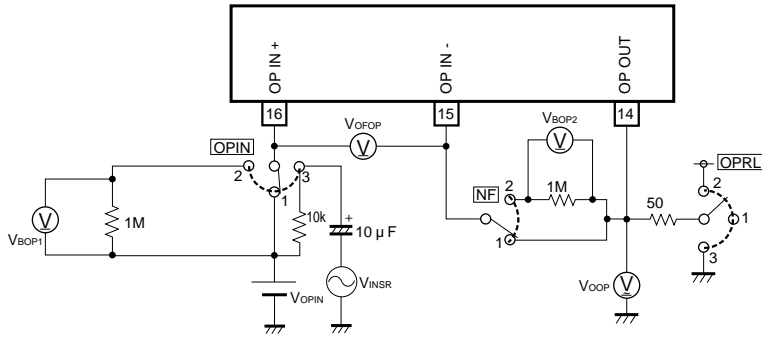 OP IN +
OP IN -
OP OUT
16
15
14
VOFOP
VBOP2
OPIN
OPRL
2
3
1
NF
2
1M
1
50
2
1
3
VBOP1
1M
10k
+
10 µ F
VOPIN
VINSR
VOOP
V
V
V
V